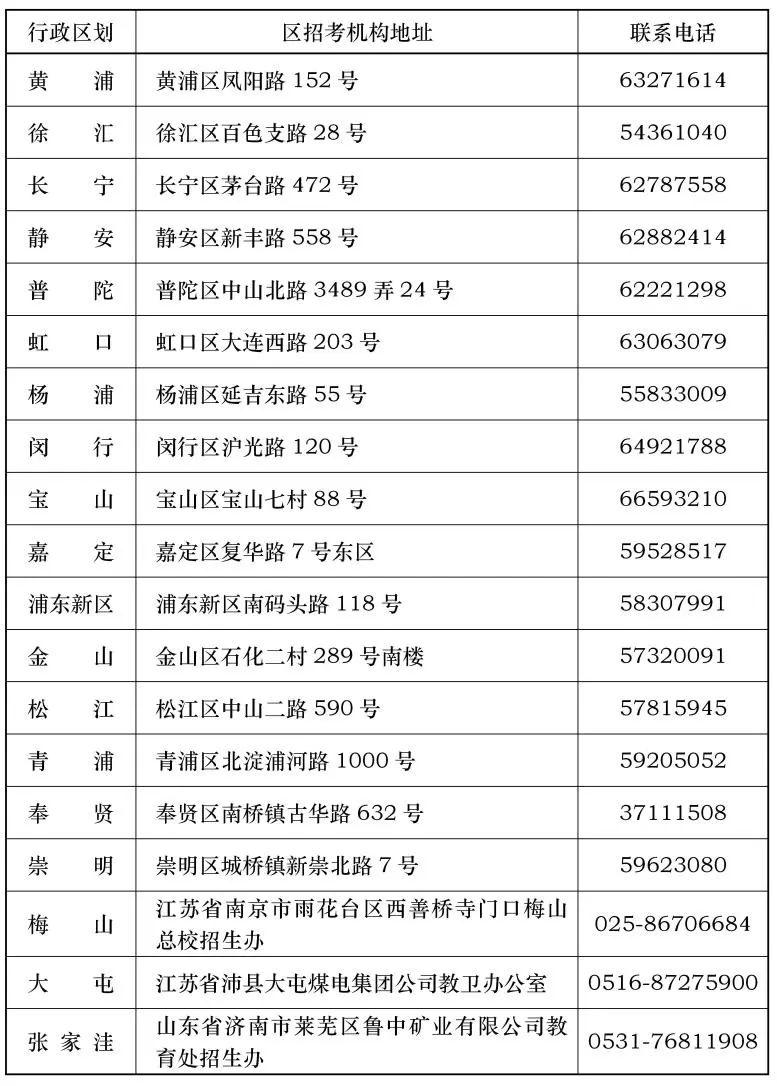 行政区划 区招考机构地址 联系电话
黄浦 黄浦区凤阳路 152 号 63271614
徐汇 徐汇区百色支路 28 号 54361040
长宁 长宁区茅台路 472 号 62787558
静安 静安区新丰路 558 号 62882414
普陀 普陀区中山北路 3489 弄 24 号 62221298
虹口 虹口区大连西路 203 号 63063079
杨浦 杨浦区延吉东路 55 号 55833009
闵行 闵行区沪光路 120 号 64921788
宝山 宝山区宝山七村 88 号 66593210
嘉定 嘉定区复华路 7 号东区 59528517
浦东新区 浦东新区南码头路 118 号 58307991
金山 金山区石化二村 289 号南楼 57320091
松江 松江区中山二路 590 号 57815945
青浦 青浦区北淀浦河路 1000 号 59205052
奉贤 奉贤区南桥镇古华路 632 号 37111508
崇明 崇明区城桥镇新崇北路 7 号 59623080
梅山 江苏省南京市雨花台区西善桥寺门口梅山 025-86706684
总校招生办
大屯 江苏省沛县大屯煤电集团公司教卫办公室 0516-87275900
张家洼 山东省济南市莱芜区鲁中矿业有限公司教 0531-76811908
育处招生办